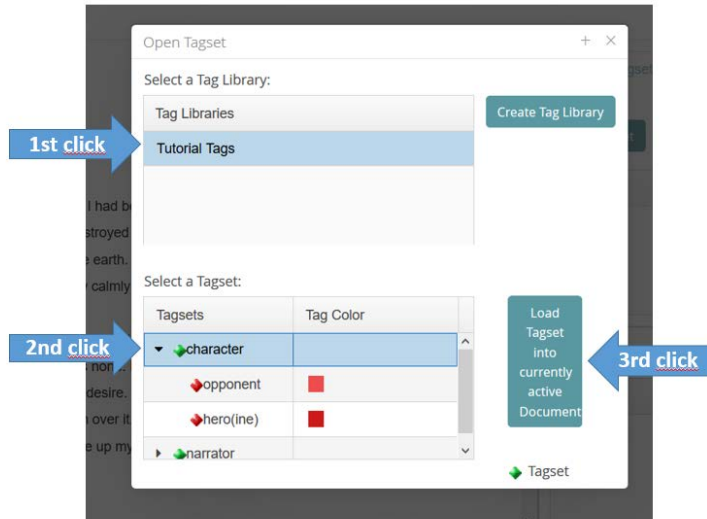 Open Tagset
Select a Tag Library:
Tag Libraries
Create Tag Library
1st click
Tutorial Tags
I had b
stroyed
e earth.
calmly
Select a Tagset:
Tagsets
Tag Color
Load
Tagset
into
currently
active
Document
2nd click
character
3rd click
opponent
desire.
hero(ine)
over it
e up my
narrator
Tagset